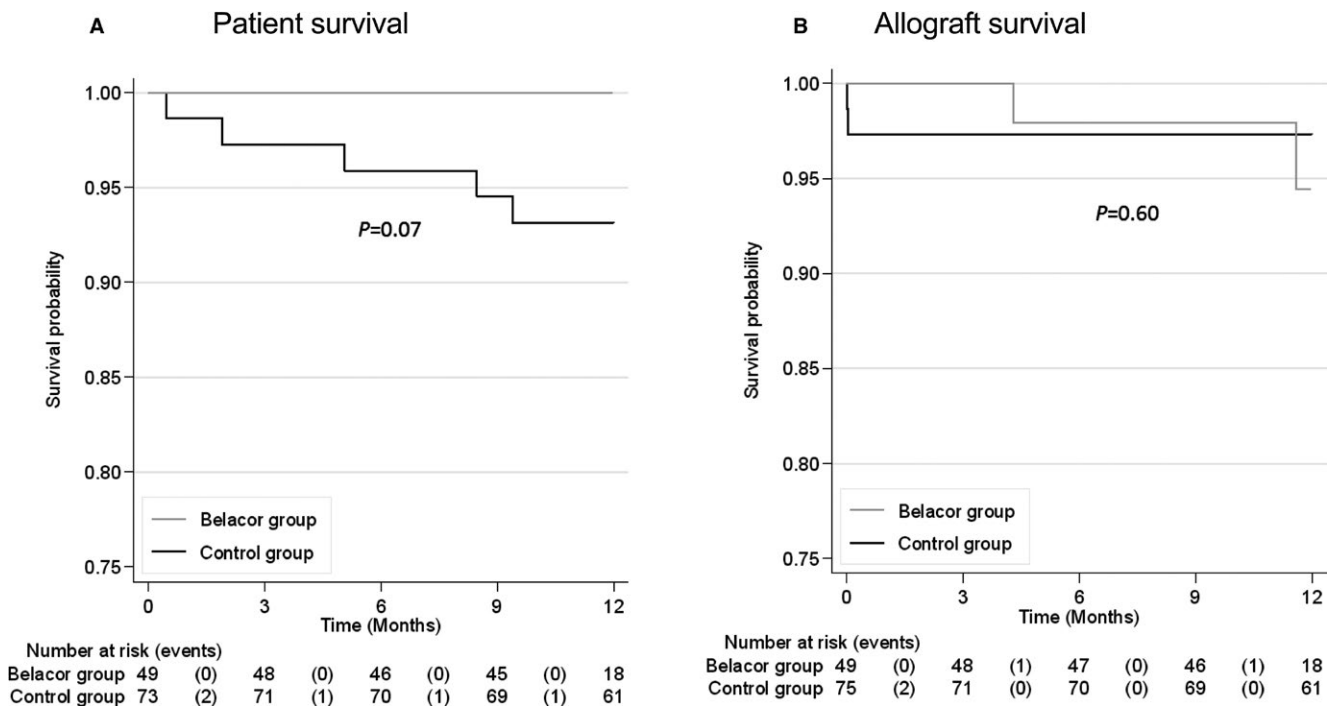 A Patient survival
1.00
0.95
0.90
0.85
0.80
0.75
Survival probability
P=0.07
Belacor group
Control group
0 3 6 9 12
Time (Months)
Number at risk (events)
Belacor group 49 (0) 48 (0) 46 (0) 45 (0) 18
Control group 73 (2) 71 (1) 70 (1) 69 (1) 61
B Allograft survival
1.00
0.95
0.90
0.85
0.80
0.75
Survival probability
P=0.60
Belacor group
Control group
0 3 6 9 12
Time (Months)
Number at risk (events)
Belacor group 49 (0) 48 (1) 47 (0) 46 (1) 18
Control group 75 (2) 71 (0) 70 (0) 69 (0) 61